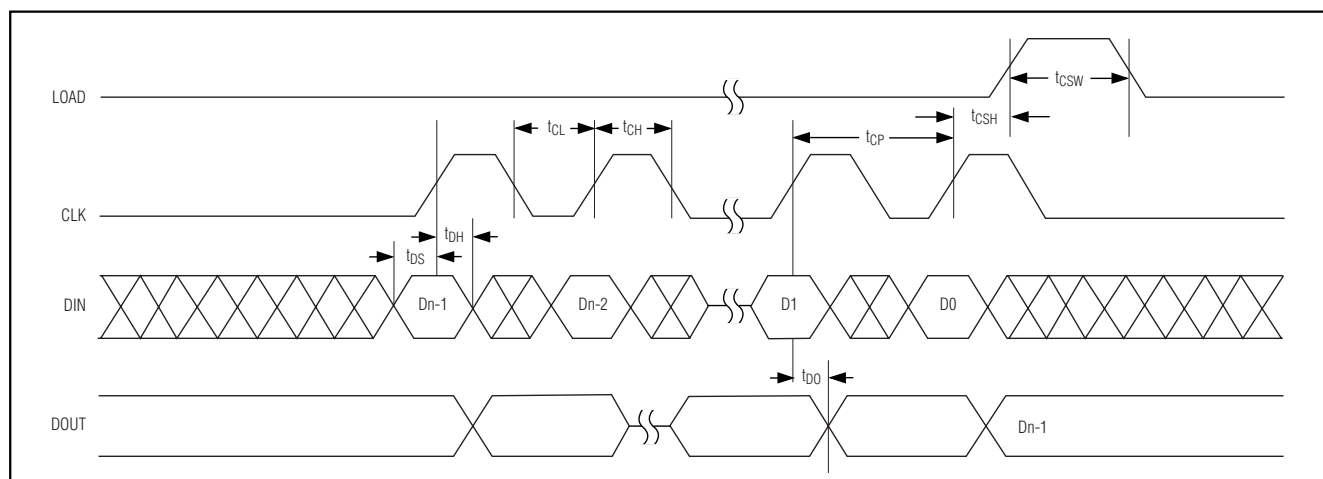 LOAD
tCSW
tCSH
tCL
tCH
tCP
CLK
tDS
tDH
DIN
Dn-1
Dn-2
D1
D0
tDO
DOUT
Dn-1